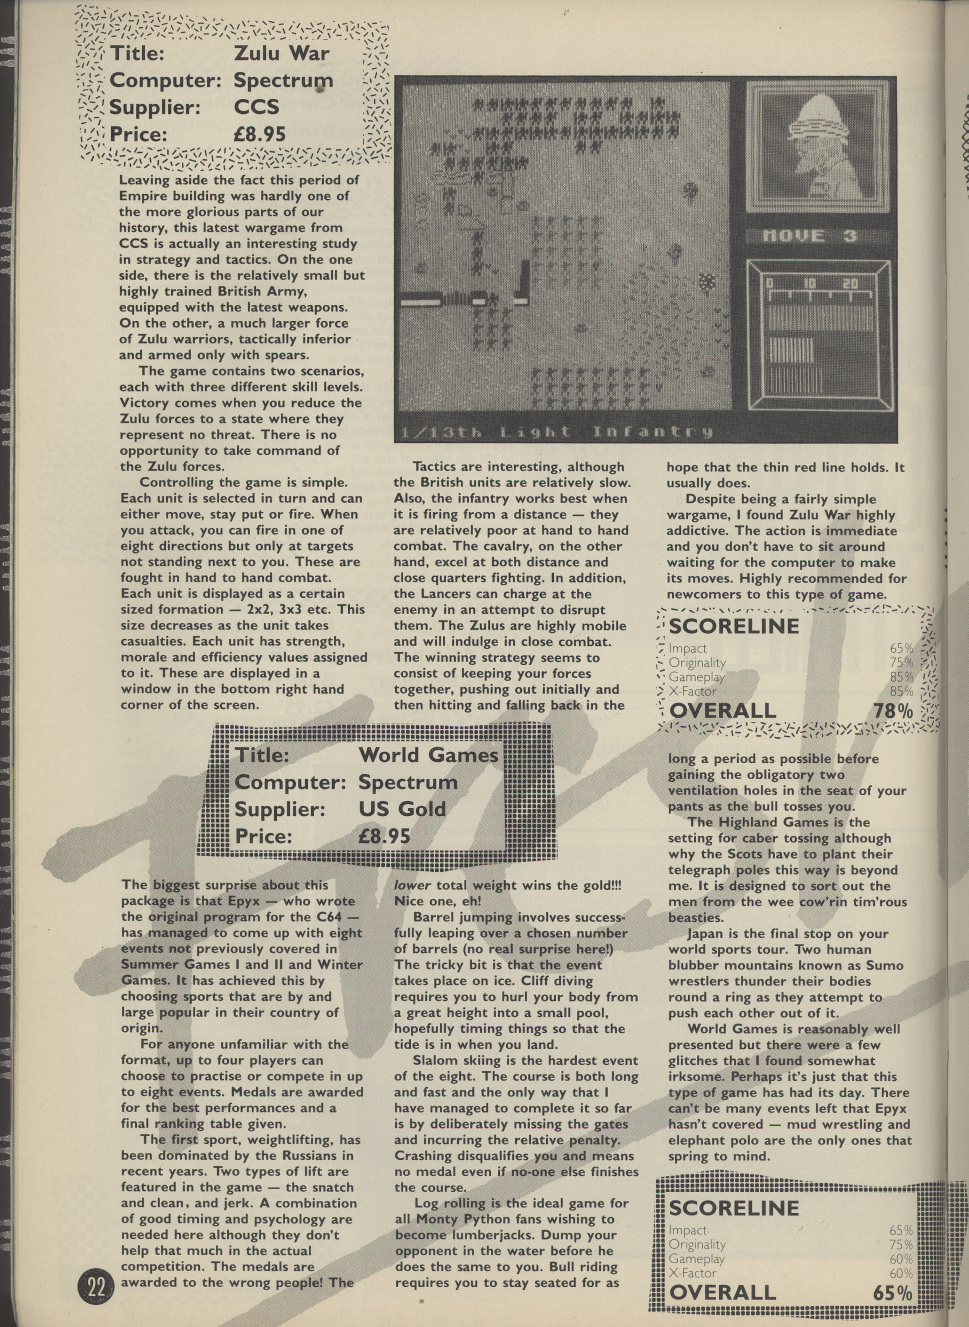 Title: Zulu War
Computer: Spectrum
Supplier: CCS
Price: £8.95
Leaving aside the fact this period of
Empire building was hardly one of
the more glorious parts of our
history, this latest wargame from
CCS is actually an interesting study
in strategy and tactics. On the one
side, there is the relatively small but
highly trained British Army,
equipped with the latest weapons.
On the other, a much larger force
of Zulu warriors, tactically inferior
and armed only with spears.
The game contains two scenarios,
each with three different skill levels.
Victory comes when you reduce the
Zulu forces to a state where they
represent no threat. There is no
opportunity to take command of
the Zulu forces.
Controlling the game is simple.
Each unit is selected in turn and can
either move, stay put or fire. When
you attack, you can fire in one of
eight directions but only at targets
not standing next to you. These are
fought in hand to hand combat.
Each unit is displayed as a certain
sized formation — 2x2, 3x3 etc. This
size decreases as the unit takes
casualties. Each unit has strength,
morale and efficiency values assigned
to it. These are displayed in a
window in the bottom right hand
corner of the screen.
MOVE 3
0 10 20
1/13th Light Infantry
Tactics are interesting, although
the British units are relatively slow.
Also, the infantry works best when
it is firing from a distance — they
are relatively poor at hand to hand
combat. The cavalry, on the other
hand, excel at both distance and
close quarters fighting. In addition,
the Lancers can charge at the
enemy in an attempt to disrupt
them. The Zulus are highly mobile
and will indulge in close combat.
The winning strategy seems to
consist of keeping your forces
together, pushing out initially and
then hitting and falling back in the
hope that the thin red line holds. It
usually does.
Despite being a fairly simple
wargame, I found Zulu War highly
addictive. The action is immediate
and you don't have to sit around
waiting for the computer to make
its moves. Highly recommended for
newcomers to this type of game.
SCORELINE
Impact 65%
Originality 75%
Gameplay 85%
X-Factor 85%
OVERALL 78%
Title: World Games
Computer: Spectrum
Supplier: US Gold
Price: £8.95
The biggest surprise about this
package is that Epyx — who wrote
the original program for the C64 —
has managed to come up with eight
events not previously covered in
Summer Games I and II and Winter
Games. It has achieved this by
choosing sports that are by and
large popular in their country of
origin.
For anyone unfamiliar with the
format, up to four players can
choose to practise or compete in up
to eight events. Medals are awarded
for the best performances and a
final ranking table given.
The first sport, weightlifting, has
been dominated by the Russians in
recent years. Two types of lift are
featured in the game — the snatch
and clean, and jerk. A combination
of good timing and psychology are
needed here although they don't
help that much in the actual
competition. The medals are
awarded to the wrong people! The
lower total weight wins the gold!!!
Nice one, eh!
Barrel jumping involves success-
fully leaping over a chosen number
of barrels (no real surprise here!)
The tricky bit is that the event
takes place on ice. Cliff diving
requires you to hurl your body from
a great height into a small pool,
hopefully timing things so that the
tide is in when you land.
Slalom skiing is the hardest event
of the eight. The course is both long
and fast and the only way that I
have managed to complete it so far
is by deliberately missing the gates
and incurring the relative penalty.
Crashing disqualifies you and means
no medal even if no-one else finishes
the course.
Log rolling is the ideal game for
all Monty Python fans wishing to
become lumberjacks. Dump your
opponent in the water before he
does the same to you. Bull riding
requires you to stay seated for as
long a period as possible before
gaining the obligatory two
ventilation holes in the seat of your
pants as the bull tosses you.
The Highland Games is the
setting for caber tossing although
why the Scots have to plant their
telegraph poles this way is beyond
me. It is designed to sort out the
men from the wee cow'rin tim'rous
beasties.
Japan is the final stop on your
world sports tour. Two human
blubber mountains known as Sumo
wrestlers thunder their bodies
round a ring as they attempt to
push each other out of it.
World Games is reasonably well
presented but there were a few
glitches that I found somewhat
irksome. Perhaps it's just that this
type of game has had its day. There
can't be many events left that Epyx
hasn't covered — mud wrestling and
elephant polo are the only ones that
spring to mind.
SCORELINE
Impact 65%
Originality 75%
Gameplay 60%
X-Factor 60%
OVERALL 65%
22